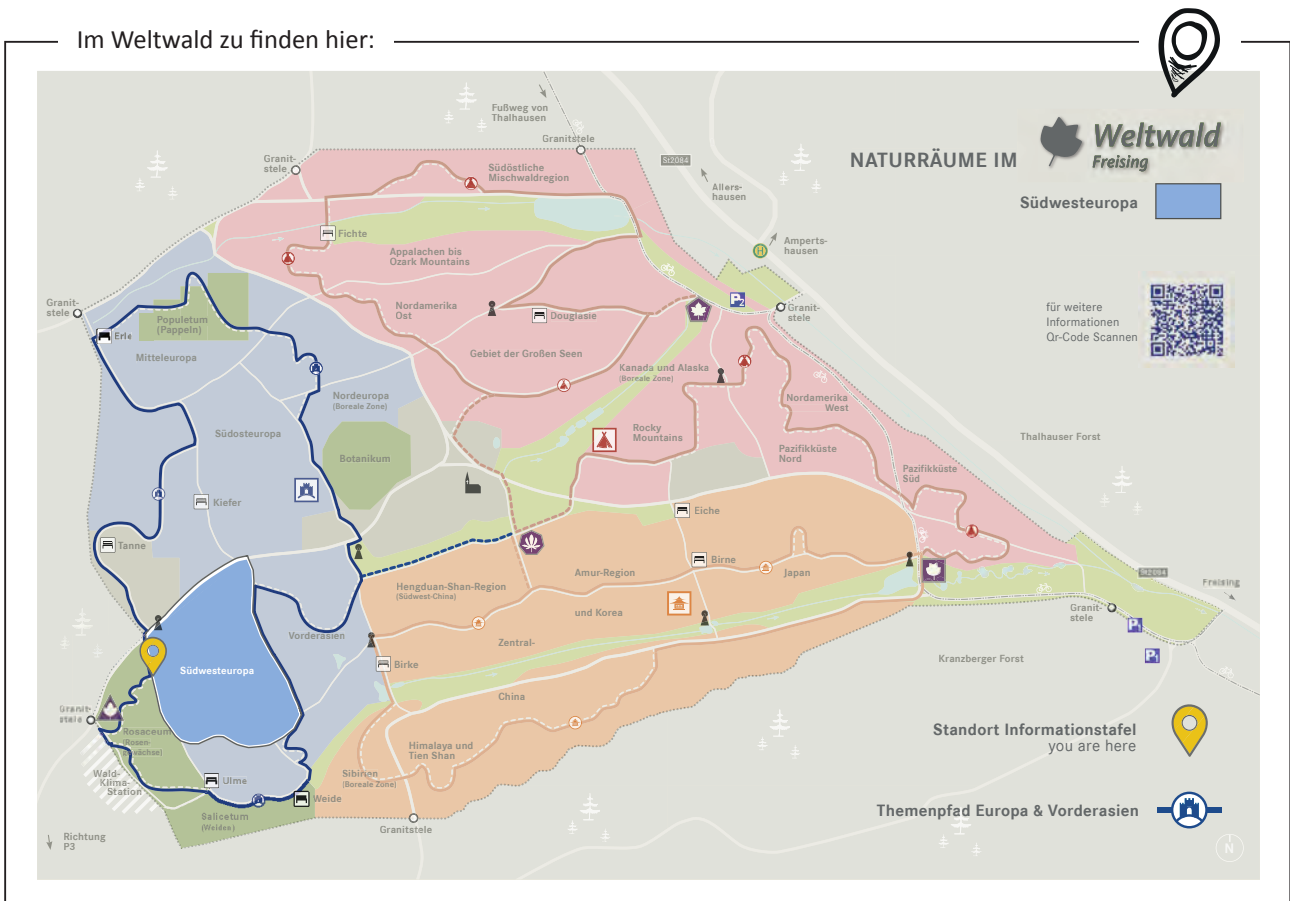 Im Weltwald zu finden hier:
Fußweg von
Thalhausen
Granitstele
Granit-
stele
St2084
Südöstliche
Mischwaldregion
Allers-
hausen
NATURRÄUME IM
Weltwald
Freising
Südwesteuropa
Fichte
Appalachen bis
Ozark Mountains
H
Amperts-
hausen
Granit-
stele
Populetum
(Pappeln)
Nordamerika
Ost
Douglasie
P2
Granit-
stele
für weitere
Informationen
Qr-Code Scannen
Erle
Mitteleuropa
Gebiet der Großen Seen
Kanada und Alaska
(Boreale Zone)
Nordeuropa
(Boreale Zone)
Nordamerika
West
Südosteuropa
Rocky
Mountains
Thalhauser Forst
Botanikum
Pazifikküste
Nord
Pazifikküste
Süd
Kiefer
Eiche
Tanne
Birne
Hengduan-Shan-Region
(Südwest-China)
Amur-Region
Japan
St2084
Freising
und Korea
Granit-
stele
P1
Vorderasien
Zentral-
Kranzberger Forst
P1
Südwesteuropa
Birke
China
Granit-
stele
Rosaceum
(Rosen-
gewächse)
Standort Informationstafel
you are here
Himalaya und
Tien Shan
Wald-
Klima-
Station
Ulme
Sibirien
(Boreale Zone)
Weide
Themenpfad Europa & Vorderasien
Salicetum
(Weiden)
Granitstele
Richtung
P3
N